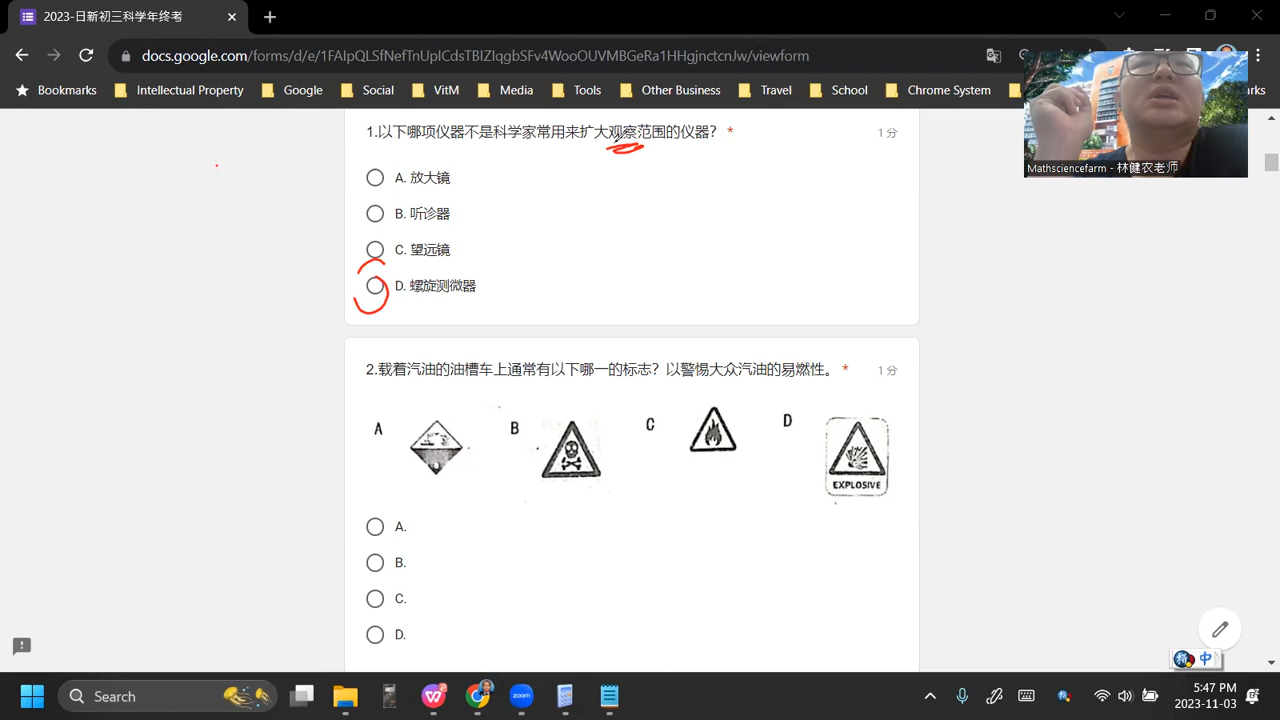 2023-日新初三科学年终考
docs.google.com/forms/d/e/1FAIpQLSfNefTnUpICdsTBIZIgqbSEy4WooOUVMBGeRa1HHgjnctcnJw/viewform
Bookmarks
Intellectual Property
Google
Social
VitM
Media
Tools
Other Business
Travel
School
Chrome System
Mathsciencefarm - 林健农老师
1.以下哪项仪器不是科学家常用来扩大观察范围的仪器? *
1 分
A. 放大镜
B. 听诊器
C. 望远镜
D. 螺旋测微器
2.载着汽油的油槽车上通常有以下哪一的标志？以警惕大众汽油的易燃性。 *
1 分
A
B
C
D
EXPLOSIVE
A.
B.
C.
D.
中
Search
zoom
5:47 PM
2023-11-03